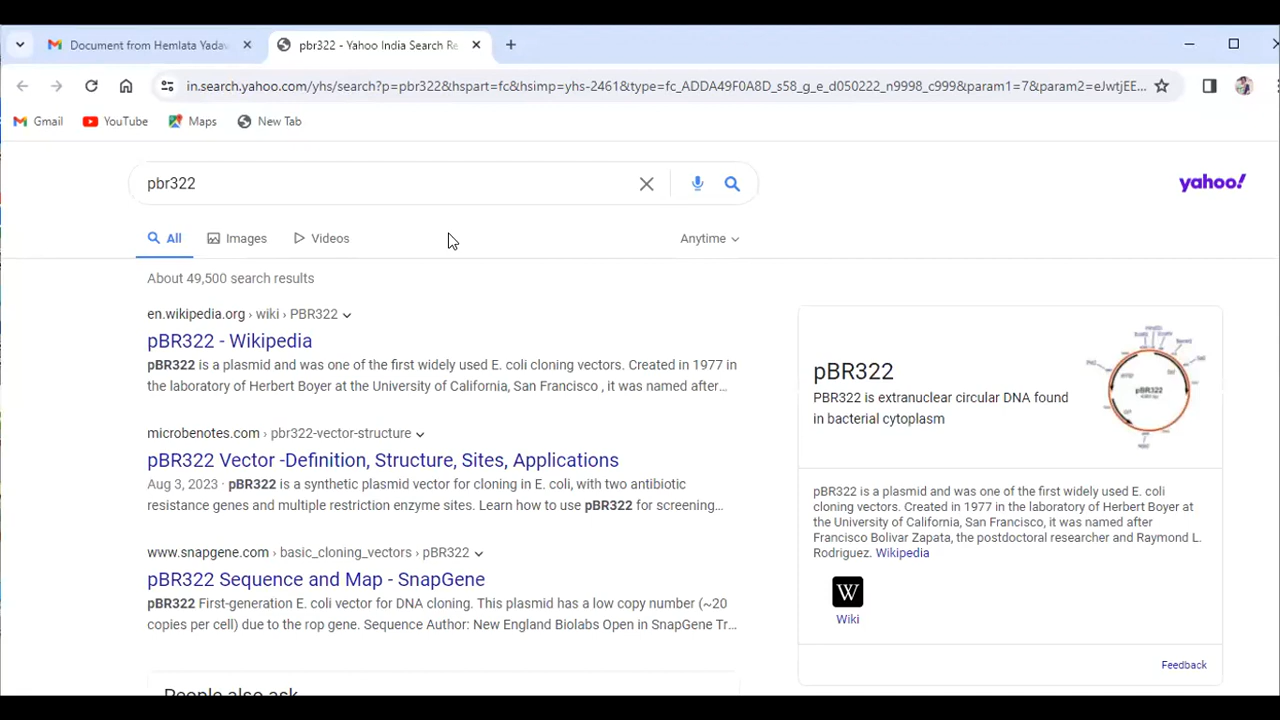 Document from Hemlata Yadav
pbr322 - Yahoo India Search Re
in.search.yahoo.com/yhs/search?p=pbr322&hspart=fc&hsimp=yhs-2461&type=fc_ADDA49F0A8D_s58_g_e_d050222_n9998_c999&param1=7&param2=eJwtjEE...
Gmail YouTube Maps New Tab
pbr322
yahoo!
All Images Videos Anytime
About 49,500 search results
en.wikipedia.org › wiki › PBR322
pBR322 - Wikipedia
pBR322 is a plasmid and was one of the first widely used E. coli cloning vectors. Created in 1977 in
the laboratory of Herbert Boyer at the University of California, San Francisco , it was named after...
microbenotes.com › pbr322-vector-structure
pBR322 Vector -Definition, Structure, Sites, Applications
Aug 3, 2023 · pBR322 is a synthetic plasmid vector for cloning in E. coli, with two antibiotic
resistance genes and multiple restriction enzyme sites. Learn how to use pBR322 for screening...
www.snapgene.com › basic_cloning_vectors › pBR322
pBR322 Sequence and Map - SnapGene
pBR322 First-generation E. coli vector for DNA cloning. This plasmid has a low copy number (~20
copies per cell) due to the rop gene. Sequence Author: New England Biolabs Open in SnapGene Tr...
People also ask
pBR322
PBR322 is extranuclear circular DNA found
in bacterial cytoplasm
pBR322
pBR322 is a plasmid and was one of the first widely used E. coli
cloning vectors. Created in 1977 in the laboratory of Herbert Boyer at
the University of California, San Francisco, it was named after
Francisco Bolivar Zapata, the postdoctoral researcher and Raymond L.
Rodriguez. Wikipedia
W
Wiki
Feedback